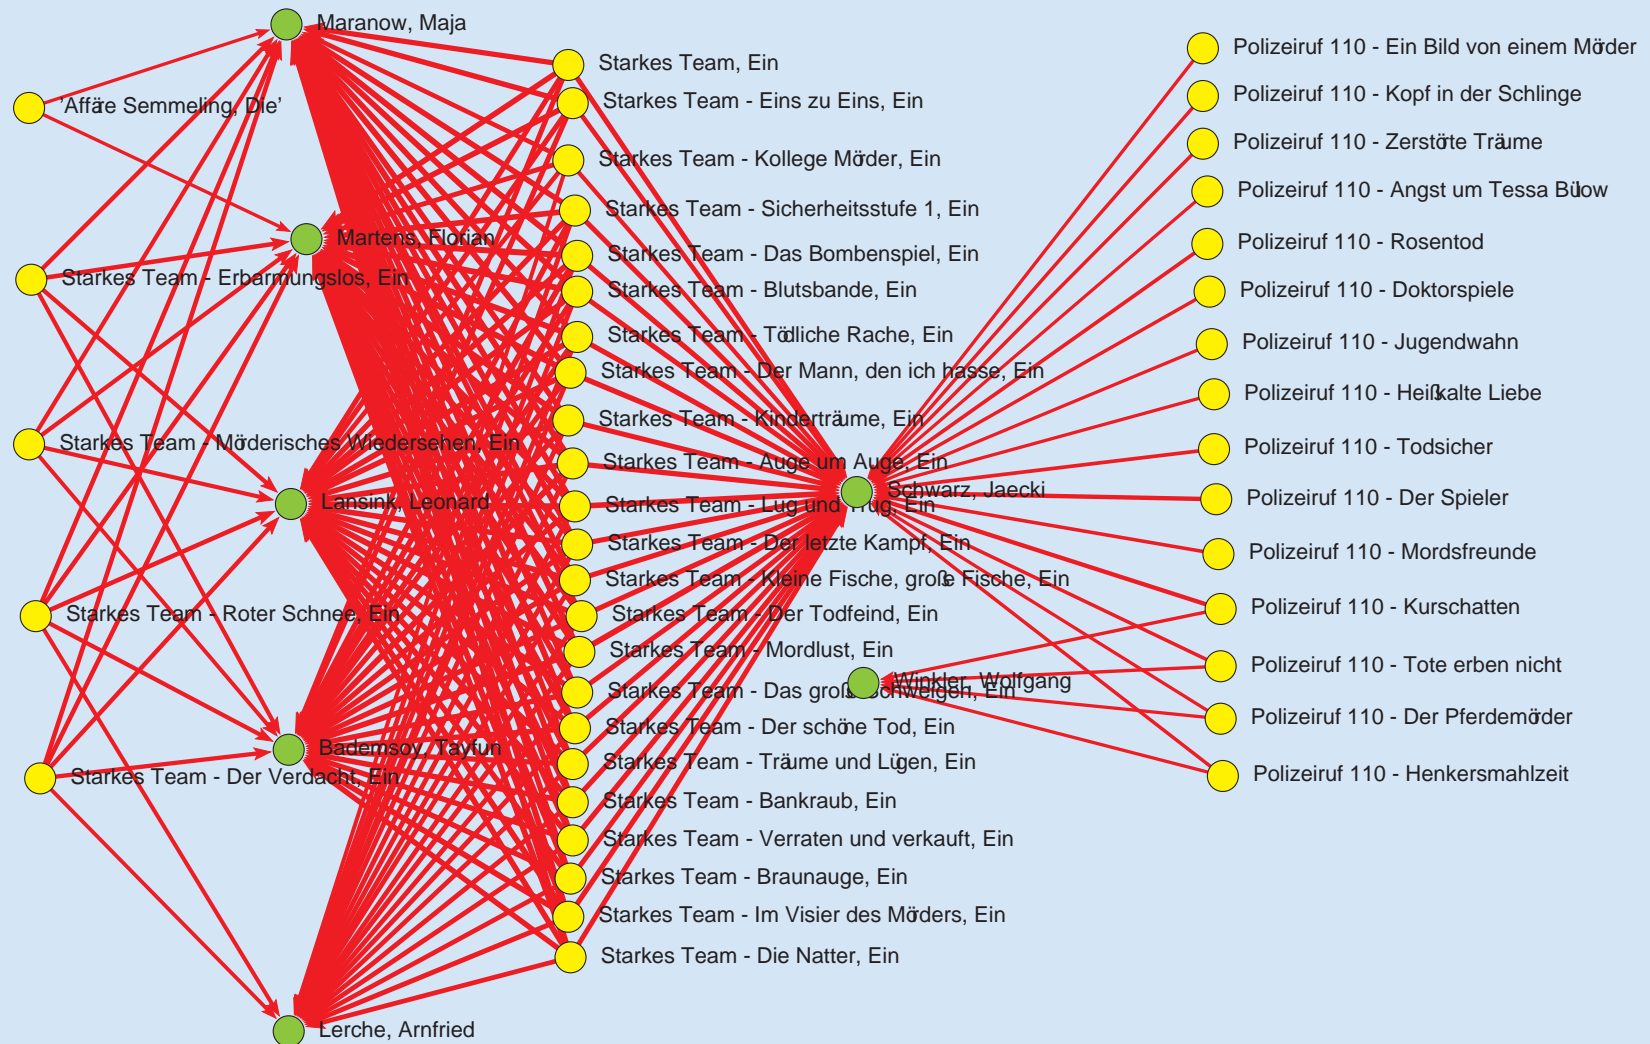 Maranow, Maja
'Affäre Semmeling, Die'
Martens, Florian
Starkes Team - Erbarmungslos, Ein
Starkes Team - Mörderisches Wiedersehen, Ein
Lansink, Leonard
Starkes Team - Roter Schnee, Ein
Bademsoy, Tayfun
Starkes Team - Der Verdacht, Ein
Lerche, Arnfried
Starkes Team, Ein
Starkes Team - Eins zu Eins, Ein
Starkes Team - Kollege Mörder, Ein
Starkes Team - Sicherheitsstufe 1, Ein
Starkes Team - Das Bombenspiel, Ein
Starkes Team - Blutsbande, Ein
Starkes Team - Tödliche Rache, Ein
Starkes Team - Der Mann, den ich hasse, Ein
Starkes Team - Kinderträume, Ein
Starkes Team - Auge um Auge, Ein
Starkes Team - Lug und Trug, Ein
Starkes Team - Der letzte Kampf, Ein
Starkes Team - Kleine Fische, große Fische, Ein
Starkes Team - Der Todfeind, Ein
Starkes Team - Mordlust, Ein
Starkes Team - Das große Schweigen, Ein
Starkes Team - Der schöne Tod, Ein
Starkes Team - Träume und Lügen, Ein
Starkes Team - Bankraub, Ein
Starkes Team - Verraten und verkauft, Ein
Starkes Team - Braunauge, Ein
Starkes Team - Im Visier des Mörders, Ein
Starkes Team - Die Natter, Ein
Schwarz, Jaecki
Winkler, Wolfgang
Polizeiruf 110 - Ein Bild von einem Mörder
Polizeiruf 110 - Kopf in der Schlinge
Polizeiruf 110 - Zerstörte Träume
Polizeiruf 110 - Angst um Tessa Bülow
Polizeiruf 110 - Rosentod
Polizeiruf 110 - Doktorspiele
Polizeiruf 110 - Jugendwahn
Polizeiruf 110 - Heißkalte Liebe
Polizeiruf 110 - Todsicher
Polizeiruf 110 - Der Spieler
Polizeiruf 110 - Mordsfreunde
Polizeiruf 110 - Kurschatten
Polizeiruf 110 - Tote erben nicht
Polizeiruf 110 - Der Pferdemörder
Polizeiruf 110 - Henkersmahlzeit